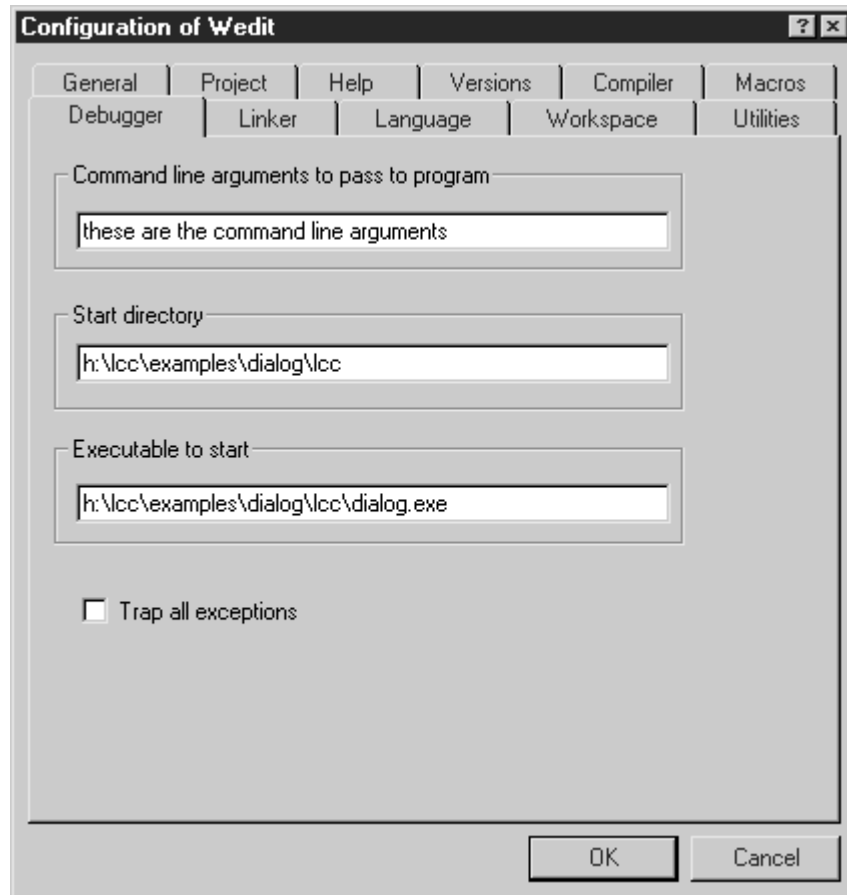 Configuration of Wedit ? ×
General Project Help Versions Compiler Macros
Debugger Linker Language Workspace Utilities
Command line arguments to pass to program
these are the command line arguments
Start directory
h:\lcc\examples\dialog\lcc
Executable to start
h:\lcc\examples\dialog\lcc\dialog.exe
Trap all exceptions
OK Cancel